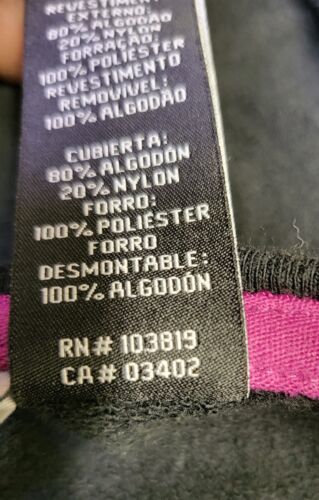 REVESTIMENTO
EXTERNO:
80% ALGODÃO
20% NYLON
FORRAÇÃO:
100% POLIÉSTER
REVESTIMENTO
REMOVÍVEL:
100% ALGODÃO
CUBIERTA:
80% ALGODÓN
20% NYLON
FORRO:
100% POLIÉSTER
FORRO
DESMONTABLE:
100% ALGODÓN
RN# 103819
CA# 03402